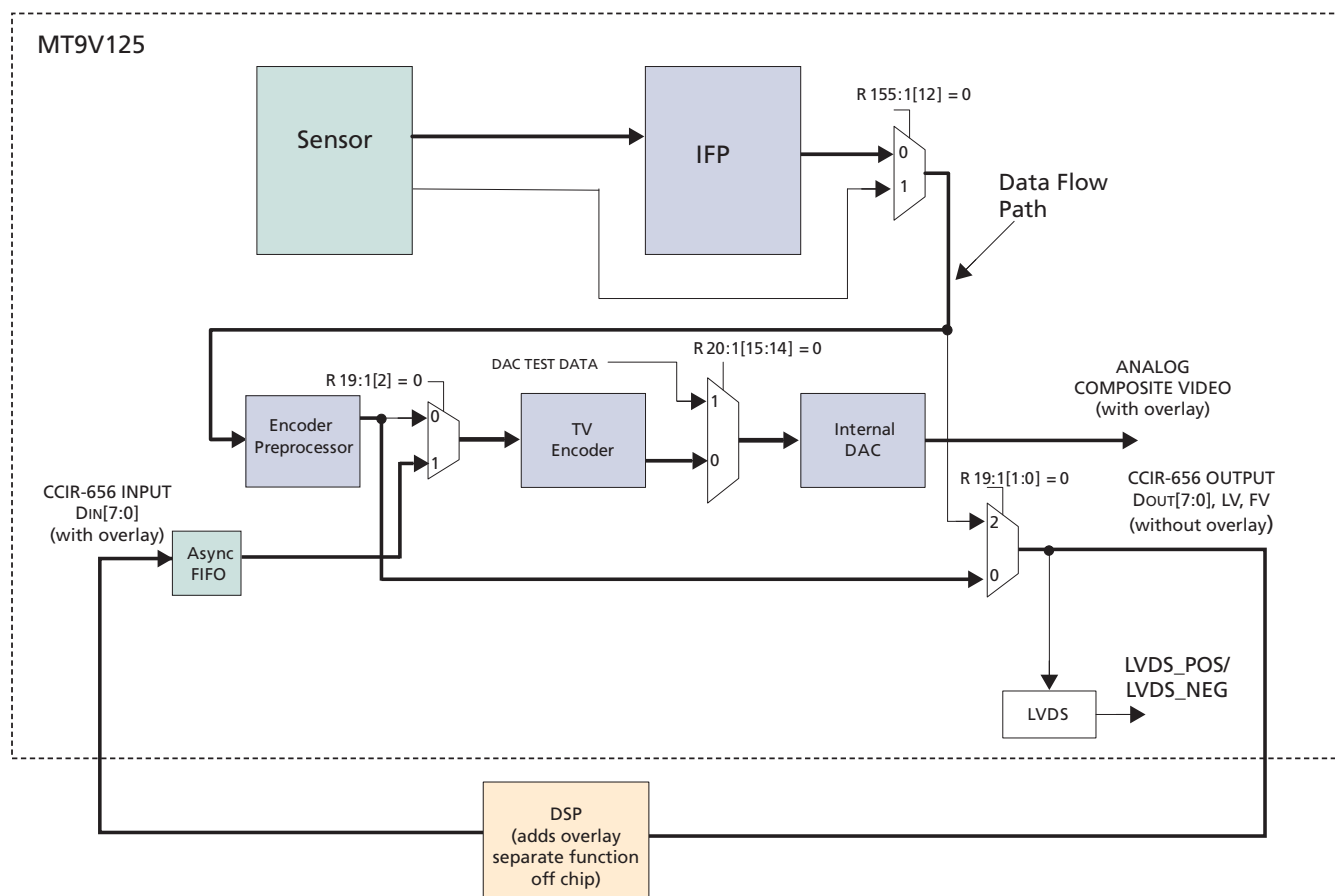 MT9V125
Sensor
IFP
R 155:1[12] = 0
0
1
Data Flow
Path
R 19:1[2] = 0
DAC TEST DATA
R 20:1[15:14] = 0
ANALOG
COMPOSITE VIDEO
(with overlay)
Encoder
Preprocessor
0
1
TV
Encoder
1
0
Internal
DAC
R 19:1[1:0] = 0
CCIR-656 OUTPUT
DOUT[7:0], LV, FV
(without overlay)
CCIR-656 INPUT
DIN[7:0]
(with overlay)
Async
FIFO
2
0
LVDS_POS/
LVDS_NEG
LVDS
DSP
(adds overlay
separate function
off chip)